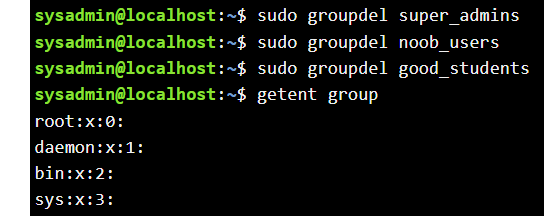 sysadmin@localhost:~$ sudo groupdel super_admins
sysadmin@localhost:~$ sudo groupdel noob_users
sysadmin@localhost:~$ sudo groupdel good_students
sysadmin@localhost:~$ getent group
root:x:0:
daemon:x:1:
bin:x:2:
sys:x:3: